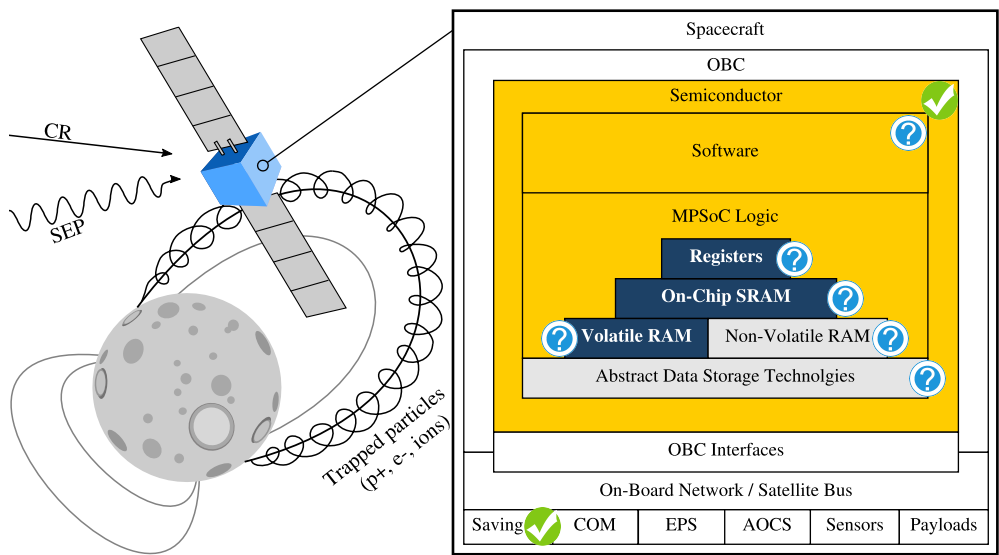 CR
SEP
Trapped particles
(p+, e-, ions)
Spacecraft
OBC
Semiconductor
?
Software
MPSoC Logic
Registers ?
On-Chip SRAM ?
? Volatile RAM Non-Volatile RAM ?
Abstract Data Storage Technolgies ?
OBC Interfaces
On-Board Network / Satellite Bus
Saving COM EPS AOCS Sensors Payloads